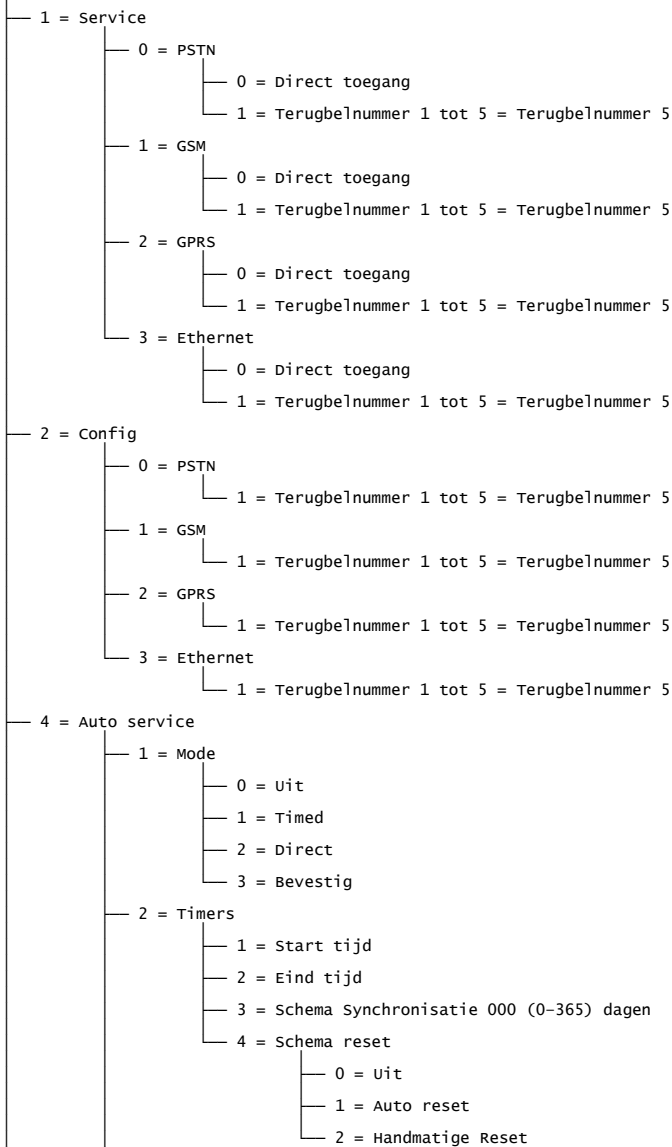 1 = Service
0 = PSTN
0 = Direct toegang
1 = Terugbelnummer 1 tot 5 = Terugbelnummer 5
1 = GSM
0 = Direct toegang
1 = Terugbelnummer 1 tot 5 = Terugbelnummer 5
2 = GPRS
0 = Direct toegang
1 = Terugbelnummer 1 tot 5 = Terugbelnummer 5
3 = Ethernet
0 = Direct toegang
1 = Terugbelnummer 1 tot 5 = Terugbelnummer 5
2 = Config
0 = PSTN
1 = Terugbelnummer 1 tot 5 = Terugbelnummer 5
1 = GSM
1 = Terugbelnummer 1 tot 5 = Terugbelnummer 5
2 = GPRS
1 = Terugbelnummer 1 tot 5 = Terugbelnummer 5
3 = Ethernet
1 = Terugbelnummer 1 tot 5 = Terugbelnummer 5
4 = Auto service
1 = Mode
0 = Uit
1 = Timed
2 = Direct
3 = Bevestig
2 = Timers
1 = Start tijd
2 = Eind tijd
3 = Schema Synchronisatie 000 (0–365) dagen
4 = Schema reset
0 = Uit
1 = Auto reset
2 = Handmatige Reset